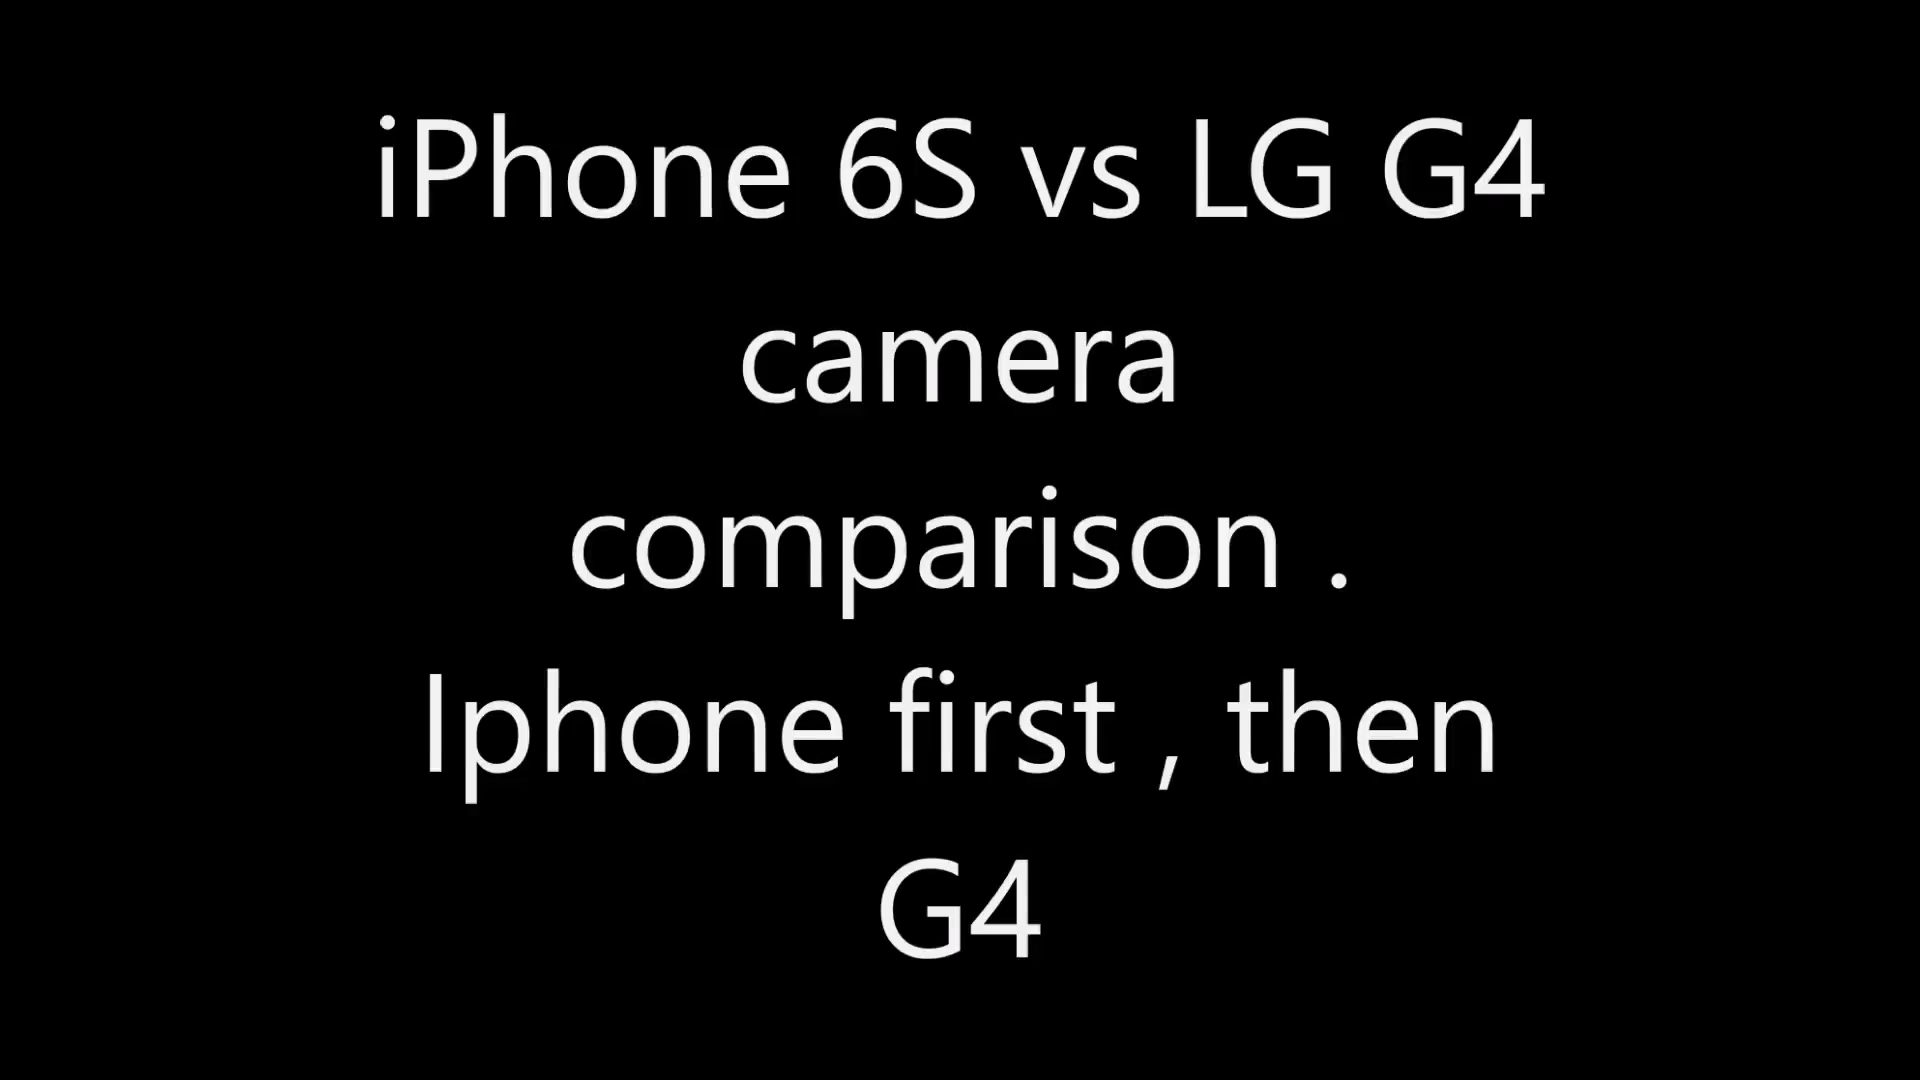 iPhone 6S vs LG G4
camera
comparison .
Iphone first , then
G4